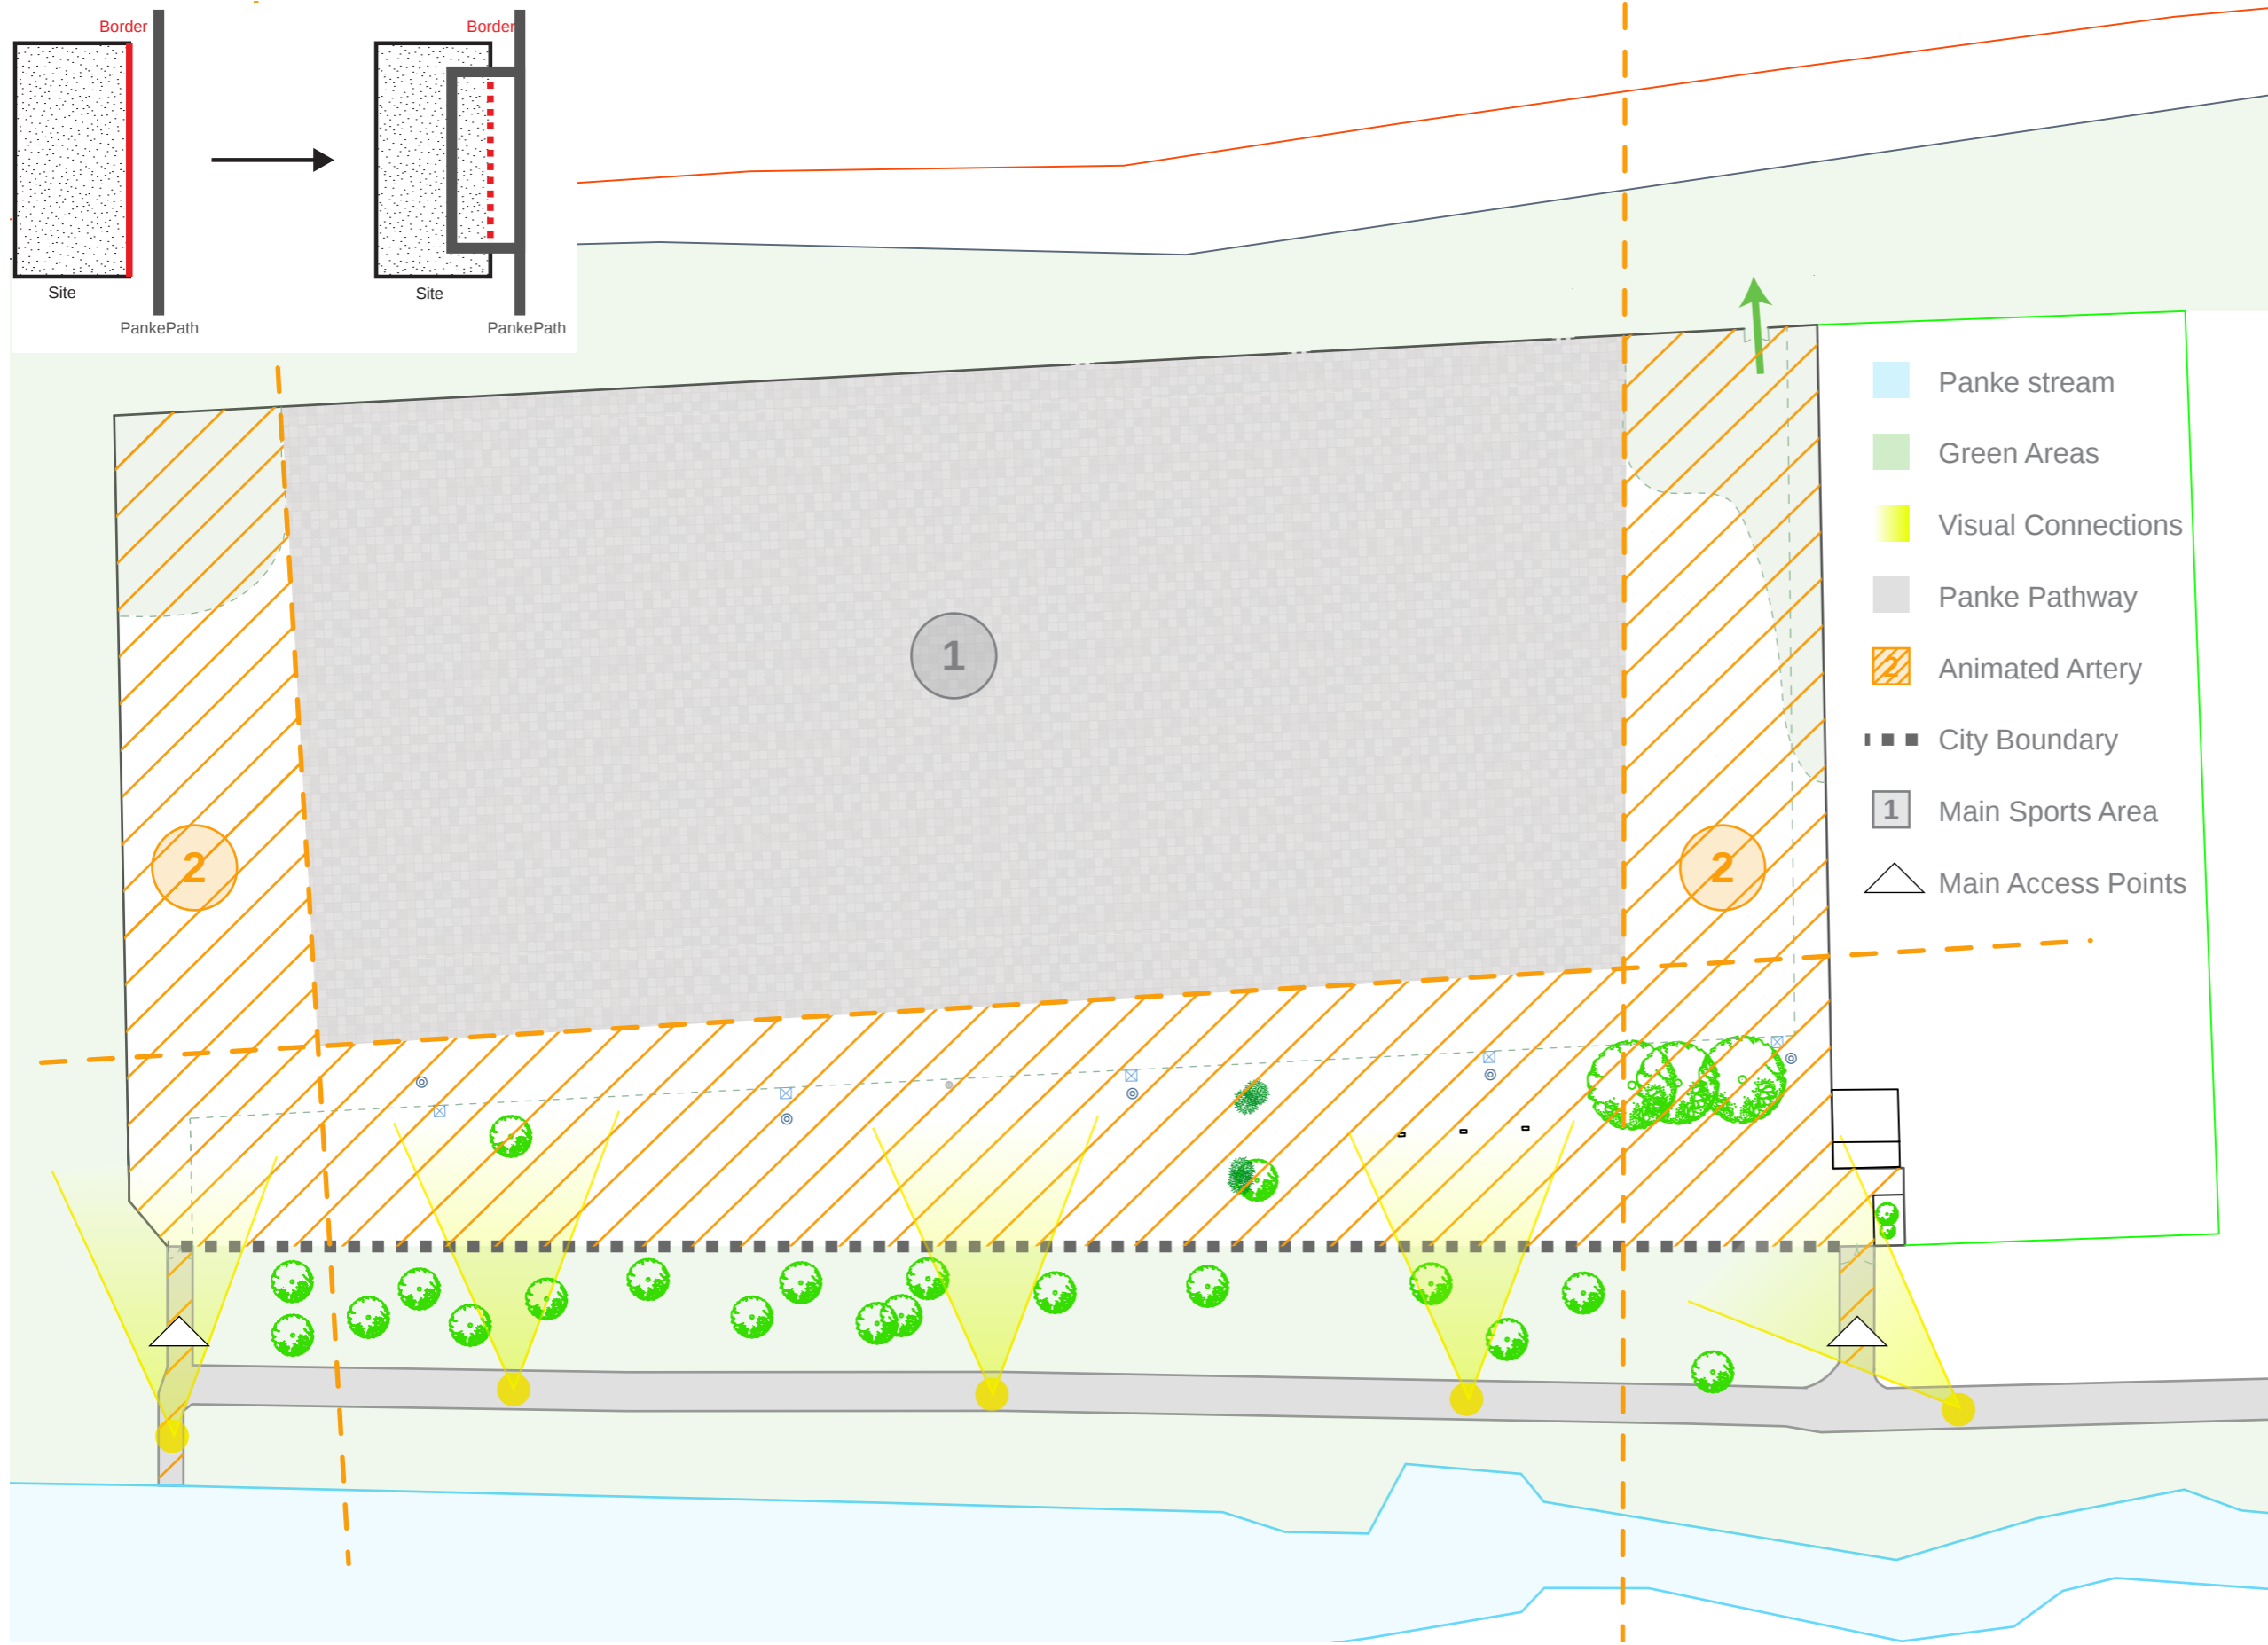 Border
Border
Site
Site
PankePath
PankePath
1
2
2
Panke stream
Green Areas
Visual Connections
Panke Pathway
2 Animated Artery
City Boundary
1 Main Sports Area
Main Access Points